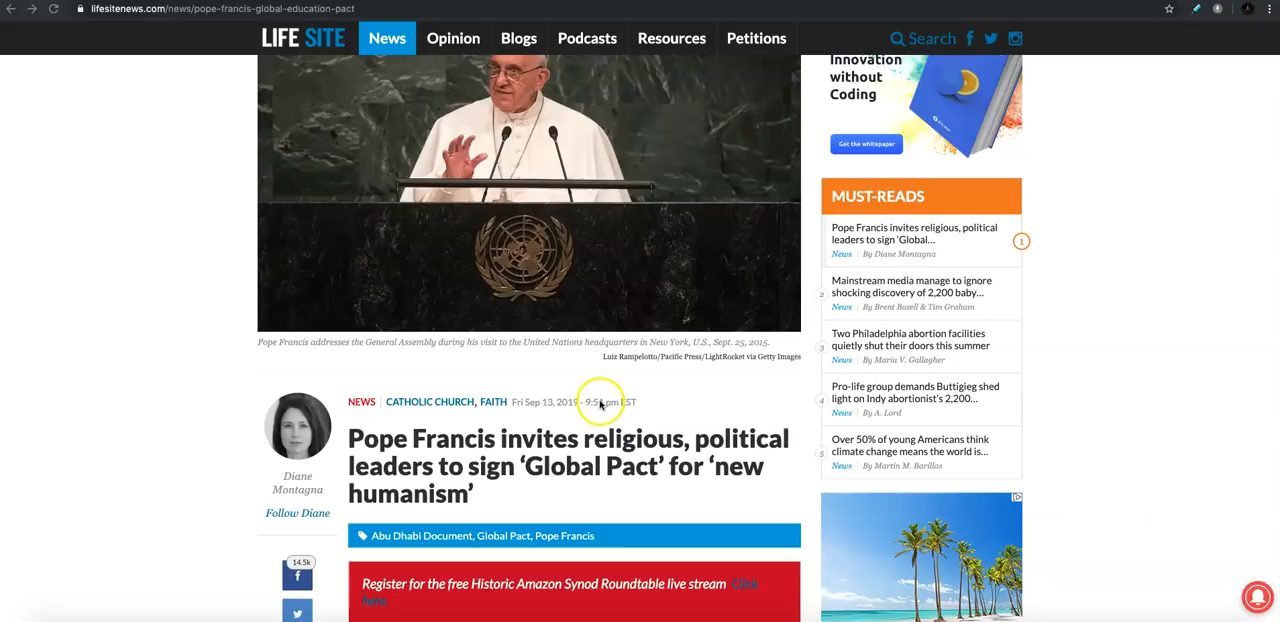 lifesitenews.com/news/pope-francis-global-education-pact
LIFE SITE
News
Opinion
Blogs
Podcasts
Resources
Petitions
Search
Innovation
without
Coding
Get the whitepaper
Pope Francis addresses the General Assembly during his visit to the United Nations headquarters in New York, U.S., Sept. 25, 2015.
Luiz Rampelotto/Pacific Press/LightRocket via Getty Images
MUST-READS
Pope Francis invites religious, political
leaders to sign 'Global...
News | By Diane Montagna
1
Mainstream media manage to ignore
shocking discovery of 2,200 baby...
News | By Brent Bozell & Tim Graham
2
Two Philadelphia abortion facilities
quietly shut their doors this summer
News | By Maria V. Gallagher
3
Pro-life group demands Buttigieg shed
light on Indy abortionist's 2,200...
News | By A. Lord
4
Over 50% of young Americans think
climate change means the world is...
News | By Martin M. Barillas
5
NEWS | CATHOLIC CHURCH, FAITH Fri Sep 13, 2019 - pm EST
Pope Francis invites religious, political
leaders to sign ‘Global Pact’ for ‘new
humanism’
Diane
Montagna
Follow Diane
Abu Dhabi Document, Global Pact, Pope Francis
14.5k
Register for the free Historic Amazon Synod Roundtable live stream Click
here.